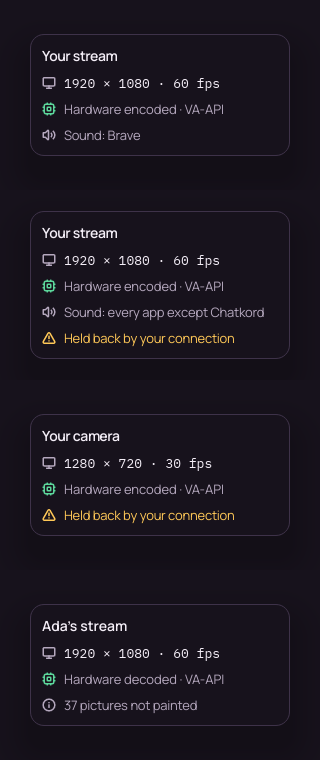 Your stream
1920 × 1080 · 60 fps
Hardware encoded · VA-API
Sound: Brave
Your stream
1920 × 1080 · 60 fps
Hardware encoded · VA-API
Sound: every app except Chatkord
Held back by your connection
Your camera
1280 × 720 · 30 fps
Hardware encoded · VA-API
Held back by your connection
Ada's stream
1920 × 1080 · 60 fps
Hardware decoded · VA-API
37 pictures not painted